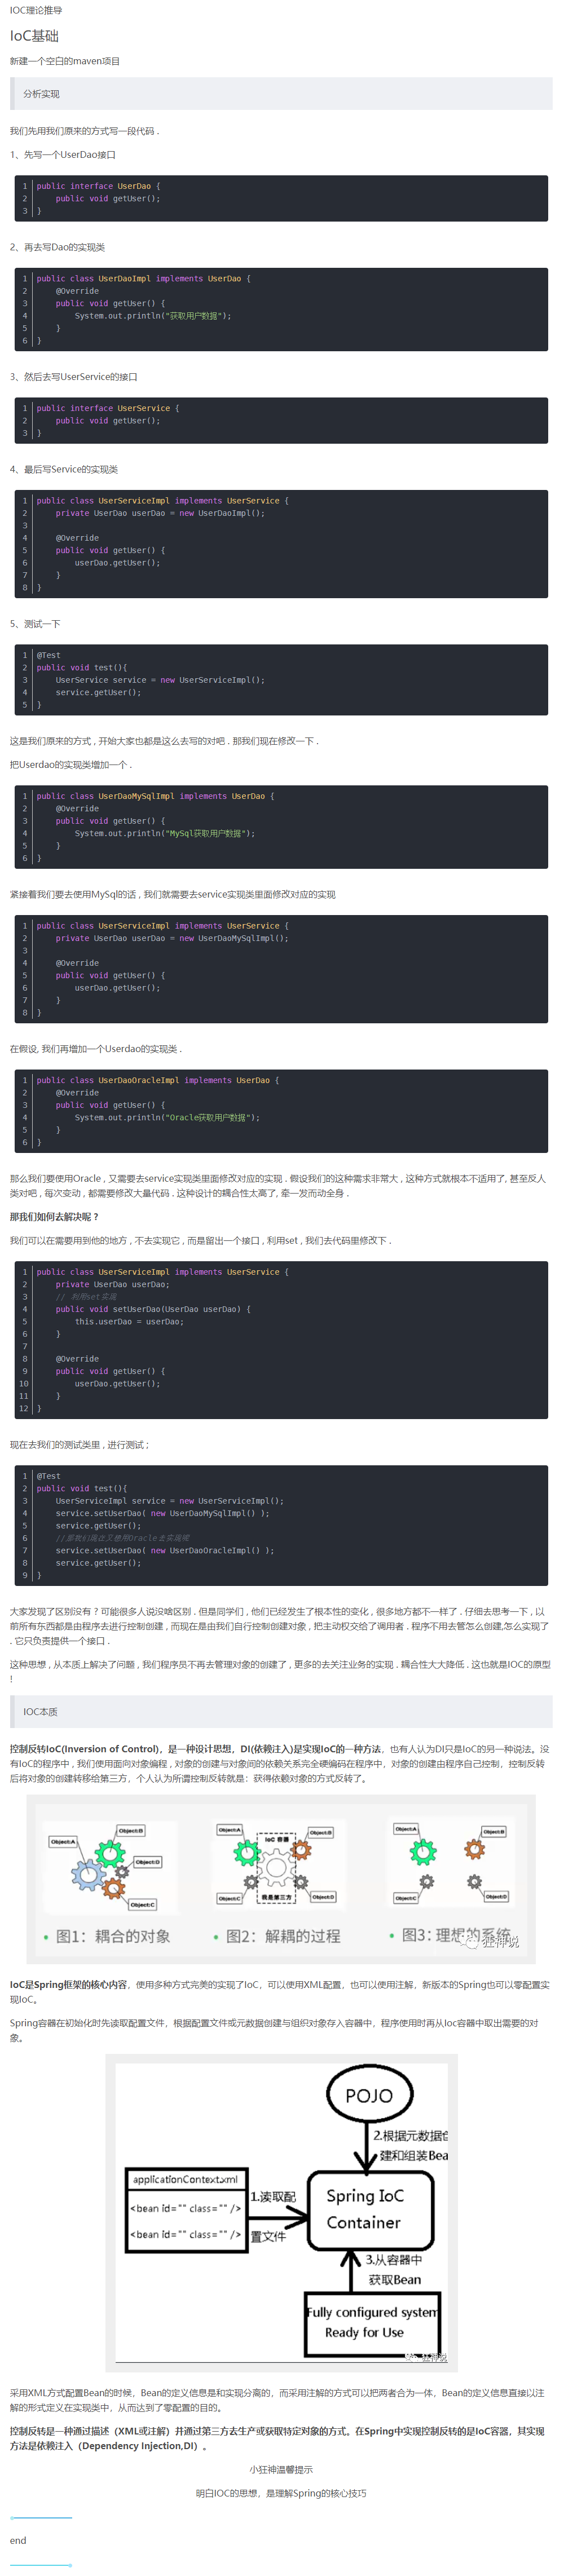 IOC理论推导
IoC基础
新建一个空白的maven项目
分析实现
我们先用我们原来的方式写一段代码 .
1、先写一个UserDao接口
1 public interface UserDao {
2     public void getUser();
3 }
2、再去写Dao的实现类
1 public class UserDaoImpl implements UserDao {
2     @Override
3     public void getUser() {
4         System.out.println("获取用户数据");
5     }
6 }
3、然后去写UserService的接口
1 public interface UserService {
2     public void getUser();
3 }
4、最后写Service的实现类
1 public class UserServiceImpl implements UserService {
2     private UserDao userDao = new UserDaoImpl();
3
4     @Override
5     public void getUser() {
6         userDao.getUser();
7     }
8 }
5、测试一下
1 @Test
2 public void test(){
3     UserService service = new UserServiceImpl();
4     service.getUser();
5 }
这是我们原来的方式 , 开始大家也都是这么去写的对吧 . 那我们现在修改一下 .
把Userdao的实现类增加一个 .
1 public class UserDaoMySqlImpl implements UserDao {
2     @Override
3     public void getUser() {
4         System.out.println("MySql获取用户数据");
5     }
6 }
紧接着我们要去使用MySql的话 , 我们就需要去service实现类里面修改对应的实现
1 public class UserServiceImpl implements UserService {
2     private UserDao userDao = new UserDaoMySqlImpl();
3
4     @Override
5     public void getUser() {
6         userDao.getUser();
7     }
8 }
在假设, 我们再增加一个Userdao的实现类 .
1 public class UserDaoOracleImpl implements UserDao {
2     @Override
3     public void getUser() {
4         System.out.println("Oracle获取用户数据");
5     }
6 }
那么我们要使用Oracle , 又需要去service实现类里面修改对应的实现 . 假设我们的这种需求非常大 , 这种方式就根本不适用了, 甚至反人
类对吧 , 每次变动 , 都需要修改大量代码 . 这种设计的耦合性太高了, 牵一发而动全身 .
那我们如何去解决呢 ?
我们可以在需要用到他的地方 , 不去实现它 , 而是留出一个接口 , 利用set , 我们去代码里修改下 .
1 public class UserServiceImpl implements UserService {
2     private UserDao userDao;
3     // 利用set实现
4     public void setUserDao(UserDao userDao) {
5         this.userDao = userDao;
6     }
7
8     @Override
9     public void getUser() {
10         userDao.getUser();
11     }
12 }
现在去我们的测试类里 , 进行测试 ;
1 @Test
2 public void test(){
3     UserServiceImpl service = new UserServiceImpl();
4     service.setUserDao( new UserDaoMySqlImpl() );
5     service.getUser();
6     //那我们现在又想用Oracle去实现呢
7     service.setUserDao( new UserDaoOracleImpl() );
8     service.getUser();
9 }
大家发现了区别没有 ? 可能很多人说没啥区别 . 但是同学们 , 他们已经发生了根本性的变化 , 很多地方都不一样了 . 仔细去思考一下 , 以
前所有东西都是由程序去进行控制创建 , 而现在是由我们自行控制创建对象 , 把主动权交给了调用者 . 程序不用去管怎么创建,怎么实现了
. 它只负责提供一个接口 .
这种思想 , 从本质上解决了问题 , 我们程序员不再去管理对象的创建了 , 更多的去关注业务的实现 . 耦合性大大降低 . 这也就是IOC的原型
!
IOC本质
控制反转IoC(Inversion of Control)，是一种设计思想，DI(依赖注入)是实现IoC的一种方法，也有人认为DI只是IoC的另一种说法。没
有IoC的程序中 , 我们使用面向对象编程 , 对象的创建与对象间的依赖关系完全硬编码在程序中，对象的创建由程序自己控制，控制反转
后将对象的创建转移给第三方，个人认为所谓控制反转就是：获得依赖对象的方式反转了。
Object:A
Object:B
Object:D
Object:C
Object:A
Object:B
IoC 容器
我是第三方
Object:C
Object:D
Object:A
Object:B
Object:C
Object:D
图1：耦合的对象
图2：解耦的过程
图3：理想的系统
狂神说
IoC是Spring框架的核心内容，使用多种方式完美的实现了IoC，可以使用XML配置，也可以使用注解，新版本的Spring也可以零配置实
现IoC。
Spring容器在初始化时先读取配置文件，根据配置文件或元数据创建与组织对象存入容器中，程序使用时再从Ioc容器中取出需要的对
象。
POJO
2.根据元数据创
建和组装Bean
applicationContext.xml
<bean id="" class="" />
<bean id="" class="" />
1.读取配
置文件
Spring IoC
Container
3.从容器中
获取Bean
Fully configured system
Ready for Use
狂神说
采用XML方式配置Bean的时候，Bean的定义信息是和实现分离的，而采用注解的方式可以把两者合为一体，Bean的定义信息直接以注
解的形式定义在实现类中，从而达到了零配置的目的。
控制反转是一种通过描述（XML或注解）并通过第三方去生产或获取特定对象的方式。在Spring中实现控制反转的是IoC容器，其实现
方法是依赖注入（Dependency Injection,DI）。
小狂神温馨提示
明白IOC的思想，是理解Spring的核心技巧
end